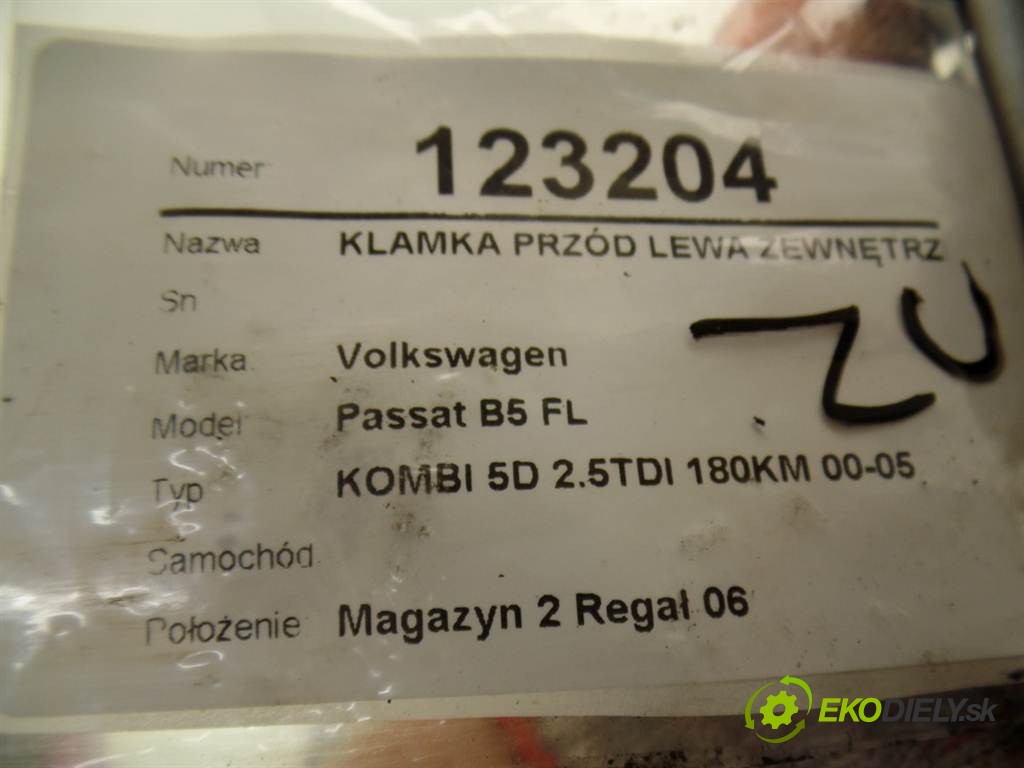 Numer 123204
Nazwa KLAMKA PRZÓD LEWA ZEWNĘTRZ
Sn
Marka Volkswagen
Model Passat B5 FL
Typ KOMBI 5D 2.5TDI 180KM 00-05
Samochód
Położenie Magazyn 2 Regał 06
ZU
EKODIELY.sk